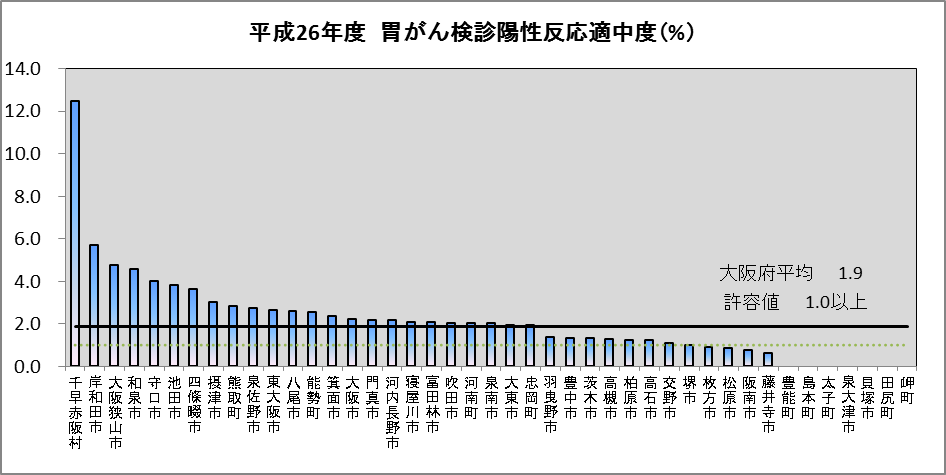 平成26年度　胃がん検診陽性反応適中度(%)
14.0
12.0
10.0
8.0
6.0
4.0
2.0
0.0
大阪府平均　1.9
許容値　1.0以上
千早赤阪村
岸和田市
大阪狭山市
和泉市
守口市
池田市
四條畷市
摂津市
熊取町
泉佐野市
東大阪市
八尾市
能勢町
箕面市
大阪市
門真市
河内長野市
寝屋川市
富田林市
吹田市
河南町
泉南市
大東市
忠岡町
羽曳野市
豊中市
茨木市
高槻市
柏原市
高石市
交野市
堺市
枚方市
松原市
阪南市
藤井寺市
豊能町
島本町
太子町
泉大津市
貝塚市
田尻町
岬町